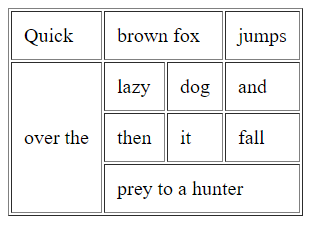 Quick brown fox jumps
lazy dog and
over the then it fall
prey to a hunter